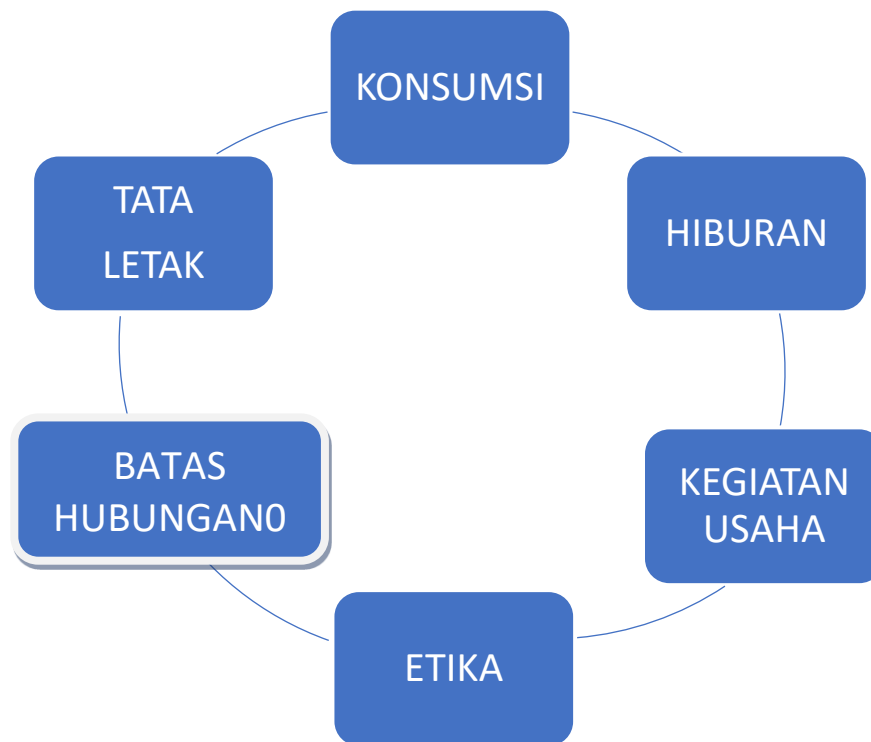 KONSUMSI
HIBURAN
KEGIATAN
USAHA
ETIKA
BATAS
HUBUNGAN0
TATA
LETAK